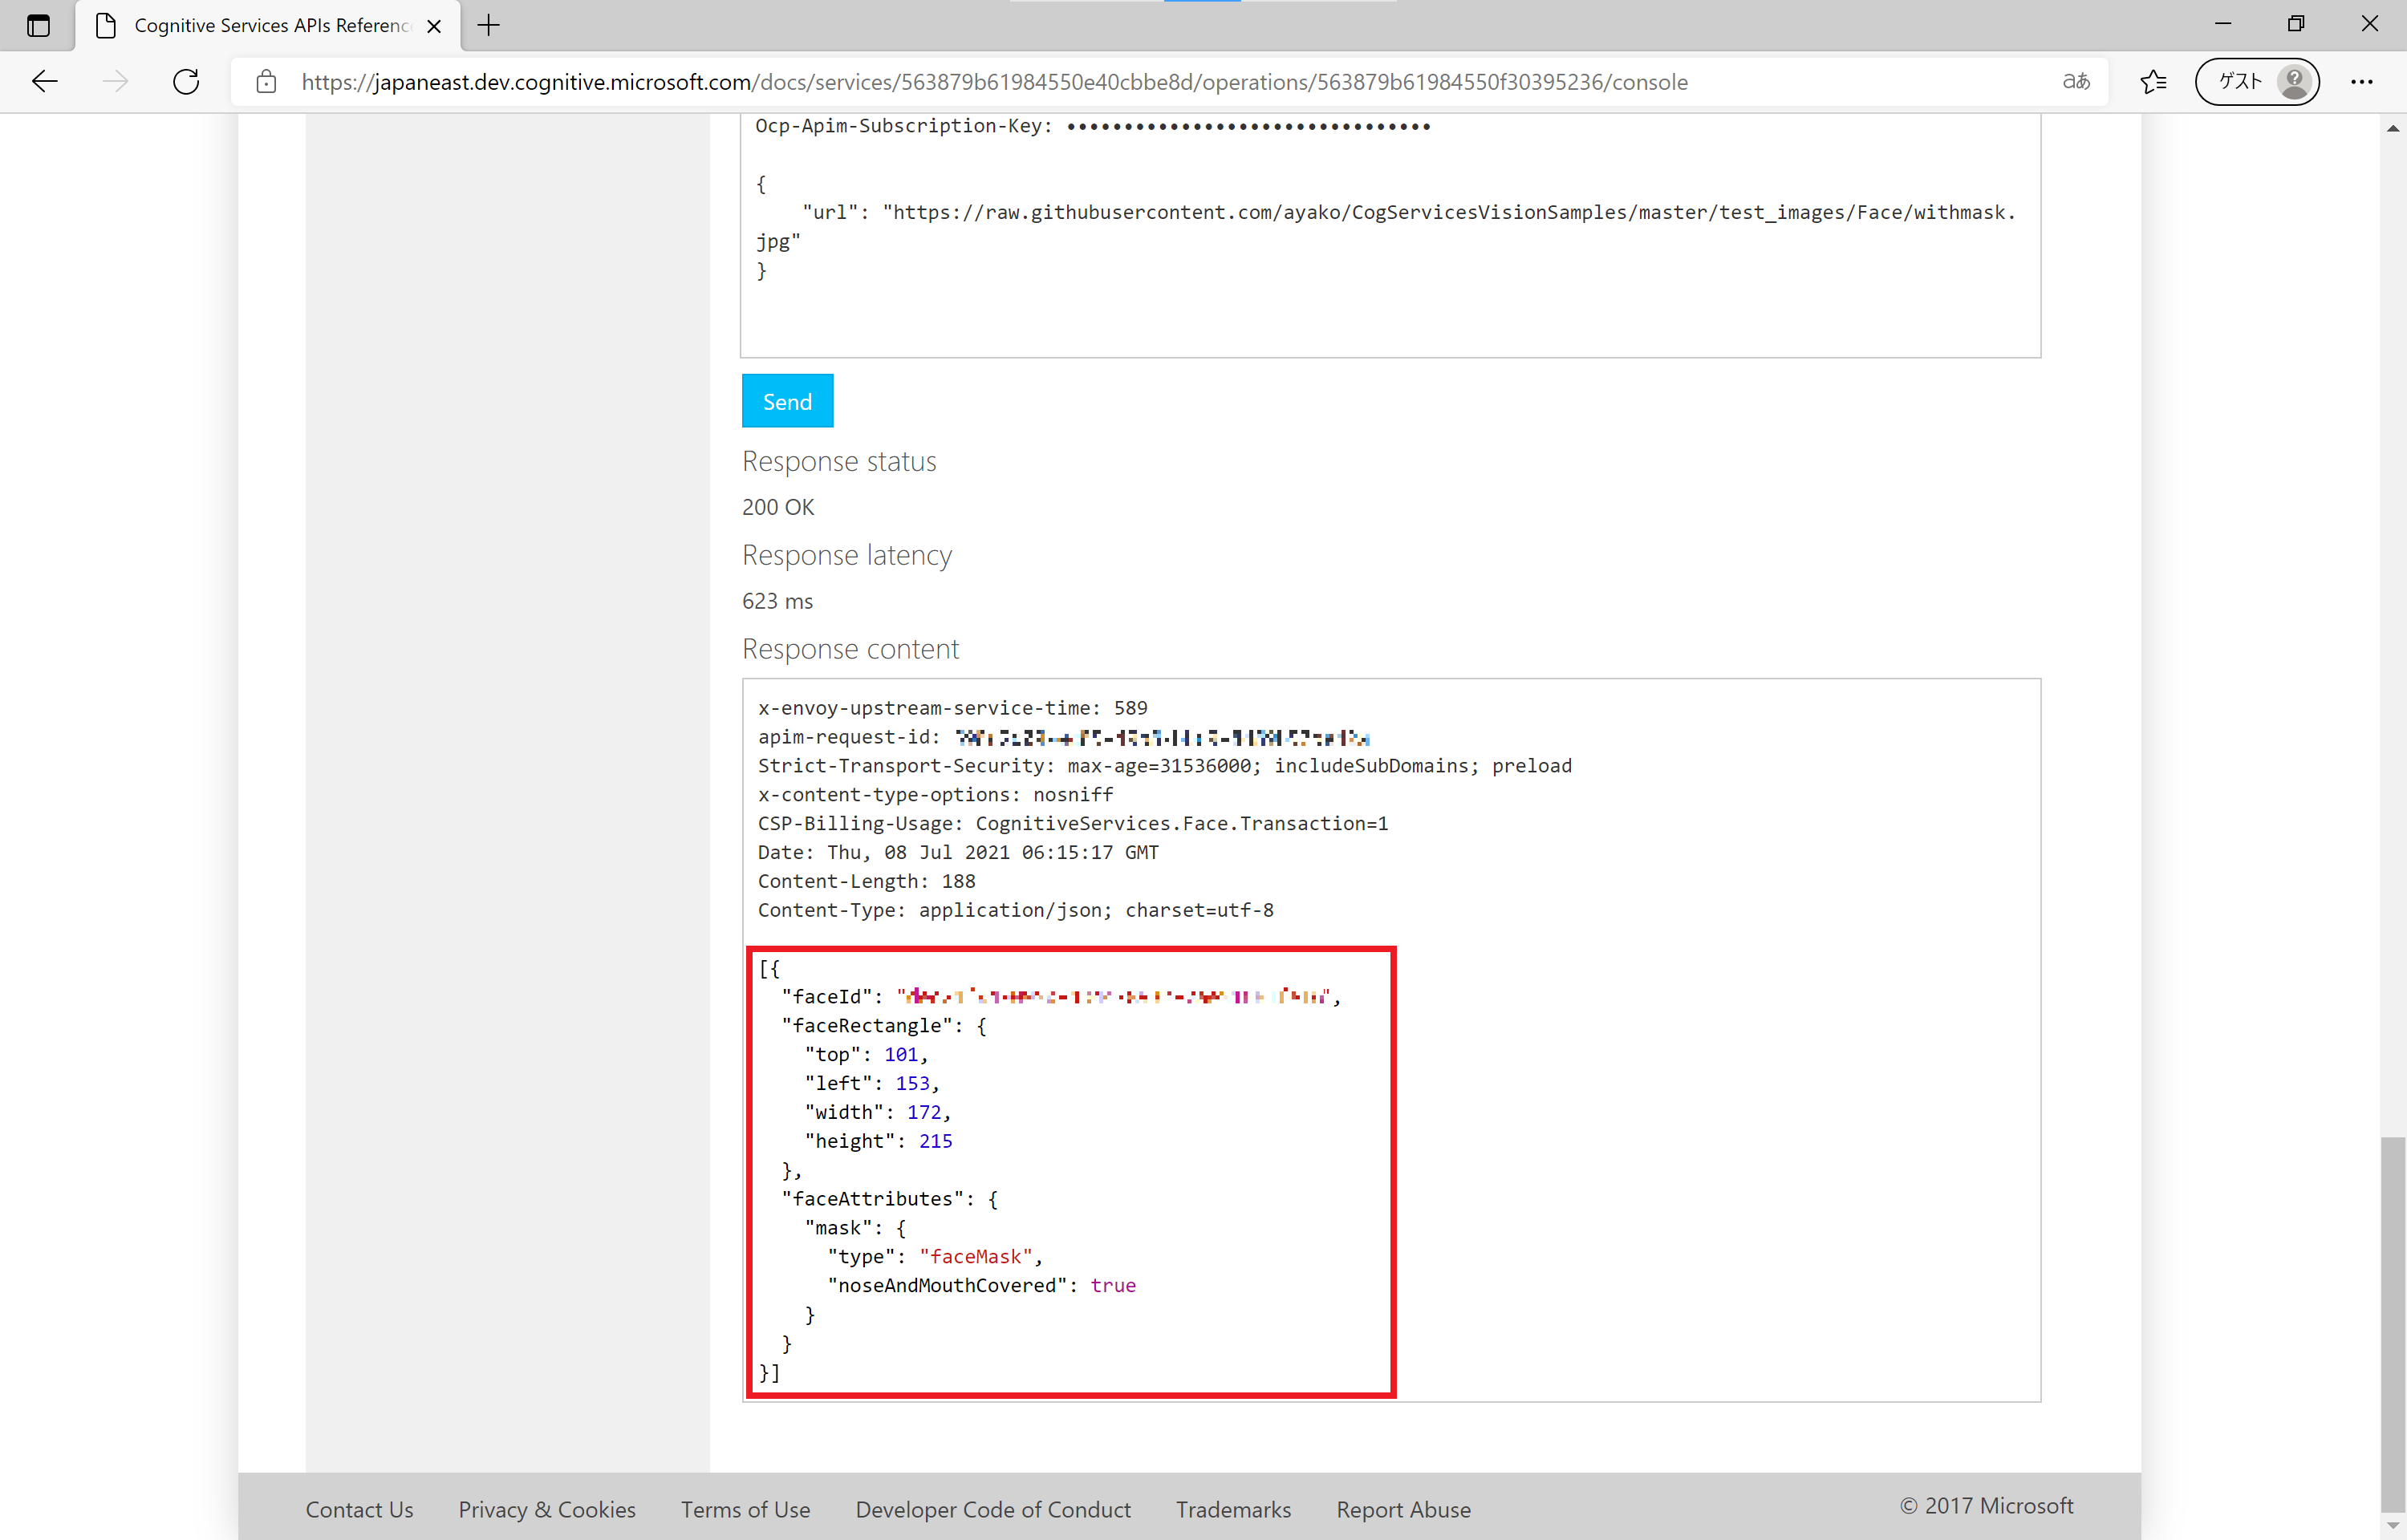 Cognitive Services APIs Referenc
https://japaneast.dev.cognitive.microsoft.com/docs/services/563879b61984550e40cbbe8d/operations/563879b61984550f30395236/console
aあ
ゲスト
Ocp-Apim-Subscription-Key: ••••••••••••••••••••••••••••••••
{
"url": "https://raw.githubusercontent.com/ayako/CogServicesVisionSamples/master/test_images/Face/withmask.
jpg"
}
Send
Response status
200 OK
Response latency
623 ms
Response content
x-envoy-upstream-service-time: 589
apim-request-id:
Strict-Transport-Security: max-age=31536000; includeSubDomains; preload
x-content-type-options: nosniff
CSP-Billing-Usage: CognitiveServices.Face.Transaction=1
Date: Thu, 08 Jul 2021 06:15:17 GMT
Content-Length: 188
Content-Type: application/json; charset=utf-8
[{
"faceId": "",
"faceRectangle": {
"top": 101,
"left": 153,
"width": 172,
"height": 215
},
"faceAttributes": {
"mask": {
"type": "faceMask",
"noseAndMouthCovered": true
}
}
}]
Contact Us Privacy & Cookies Terms of Use Developer Code of Conduct Trademarks Report Abuse © 2017 Microsoft